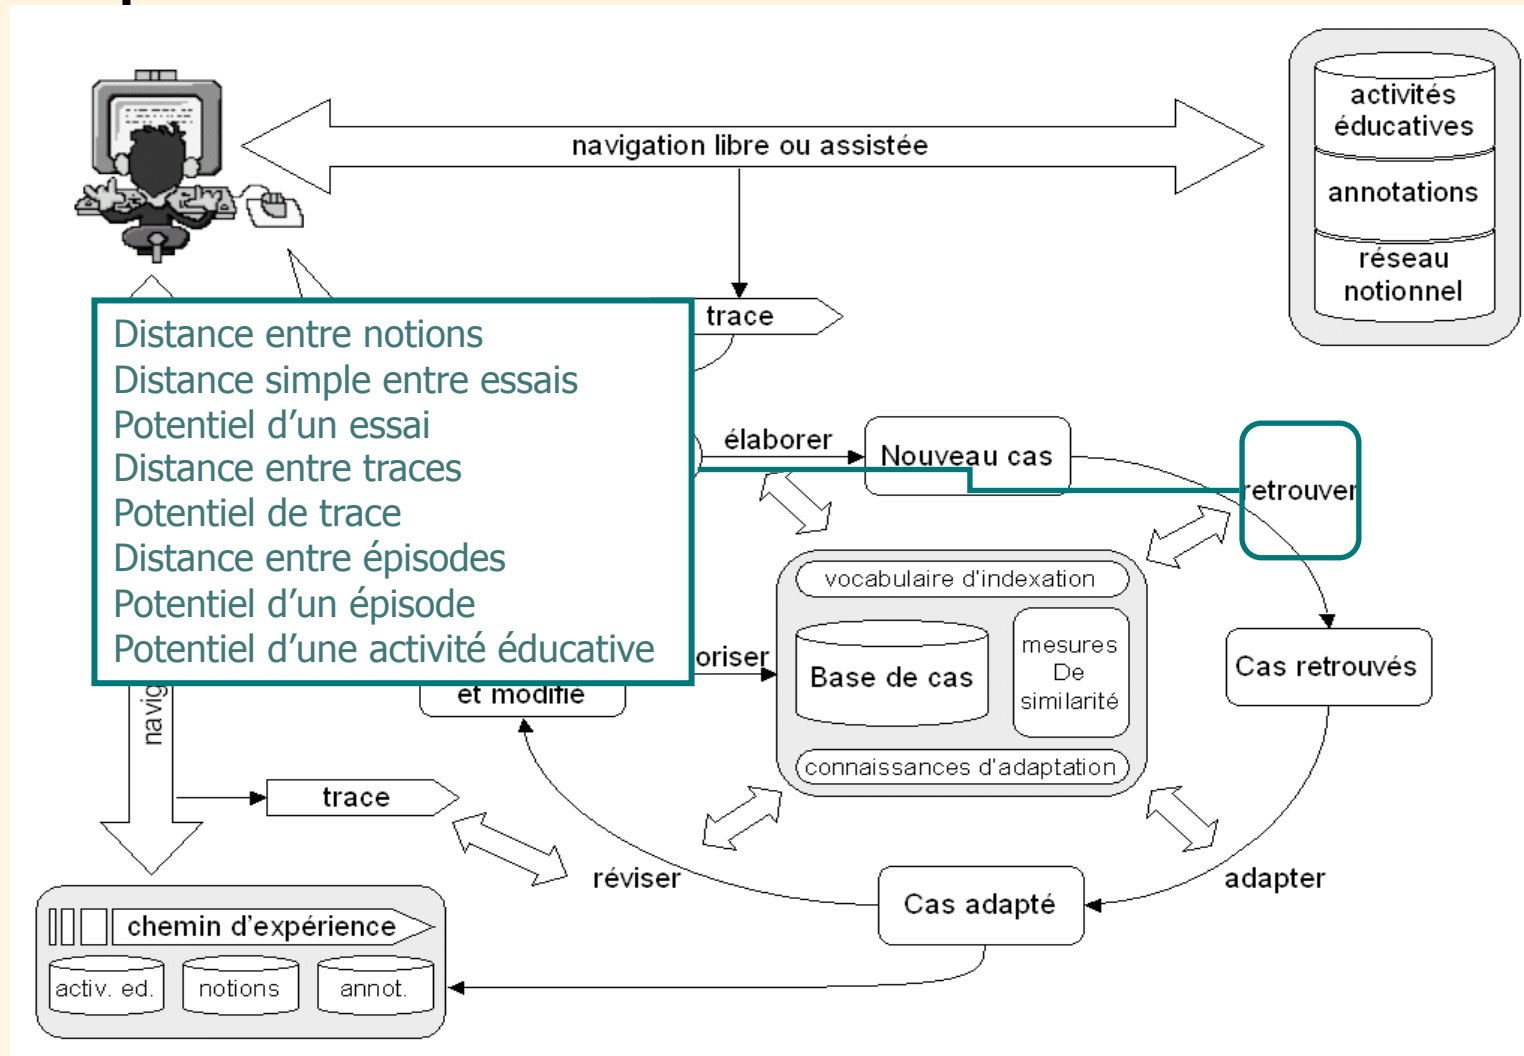 activités
éducatives
navigation libre ou assistée
annotations
réseau
notionnel
trace
Distance entre notions
Distance simple entre essais
Potentiel d’un essai
Distance entre traces
Potentiel de trace
Distance entre épisodes
Potentiel d’un épisode
Potentiel d’une activité éducative
élaborer
Nouveau cas
retrouver
vocabulaire d'indexation
mesures
De
similarité
Base de cas
Cas retrouvés
oriser
et modifié
navig
connaissances d'adaptation
trace
réviser
adapter
Cas adapté
chemin d'expérience
activ. ed.
notions
annot.